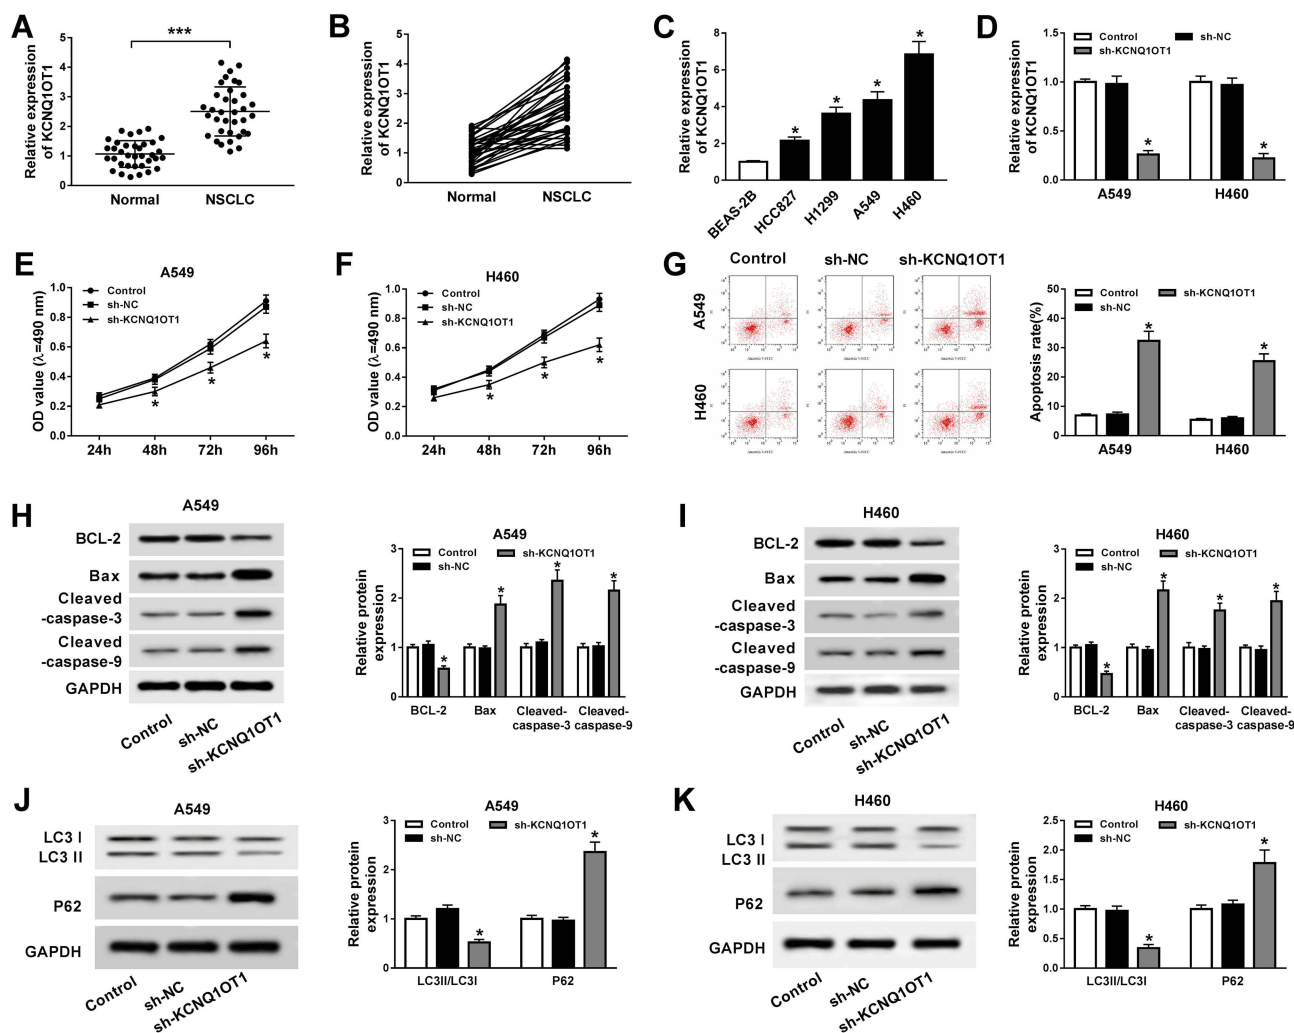 A
Relative expression
of KCNQ1OT1
5
4
3
2
1
0
***
Normal
NSCLC
B
Relative expression
of KCNQ1OT1
5
4
3
2
1
0
Normal
NSCLC
C
Relative expression
of KCNQ1OT1
8
6
4
2
0
*
*
*
*
BEAS-2B
HCC827
H1299
A549
H460
D
Relative expression
of KCNQ1OT1
Control
sh-NC
sh-KCNQ1OT1
1.5
1.0
0.5
0.0
*
*
A549
H460
E
A549
OD value (λ=490 nm)
1.0
0.8
0.6
0.4
0.2
0.0
Control
sh-NC
sh-KCNQ1OT1
*
*
*
24h
48h
72h
96h
F
H460
OD value (λ=490 nm)
1.0
0.8
0.6
0.4
0.2
0.0
Control
sh-NC
sh-KCNQ1OT1
*
*
*
24h
48h
72h
96h
G
Control
sh-NC
sh-KCNQ1OT1
A549
H460
Apoptosis rate(%)
50
40
30
20
10
0
Control
sh-KCNQ1OT1
sh-NC
*
*
A549
H460
H
A549
BCL-2
Bax
Cleaved
-caspase-3
Cleaved
-caspase-9
GAPDH
Control
sh-NC
sh-KCNQ1OT1
A549
Relative protein
expression
3
2
1
0
Control
sh-KCNQ1OT1
sh-NC
*
*
*
*
BCL-2
Bax
Cleaved-
caspase-3
Cleaved-
caspase-9
I
H460
BCL-2
Bax
Cleaved
-caspase-3
Cleaved
-caspase-9
GAPDH
Control
sh-NC
sh-KCNQ1OT1
H460
Relative protein
expression
3
2
1
0
Control
sh-KCNQ1OT1
sh-NC
*
*
*
*
BCL-2
Bax
Cleaved-
caspase-3
Cleaved-
caspase-9
J
A549
LC3 I
LC3 II
P62
GAPDH
Control
sh-NC
sh-KCNQ1OT1
A549
Relative protein
expression
3
2
1
0
Control
sh-KCNQ1OT1
sh-NC
*
*
LC3II/LC3I
P62
K
H460
LC3 I
LC3 II
P62
GAPDH
Control
sh-NC
sh-KCNQ1OT1
H460
Relative protein
expression
2.5
2.0
1.5
1.0
0.5
0.0
Control
sh-KCNQ1OT1
sh-NC
*
*
LC3II/LC3I
P62